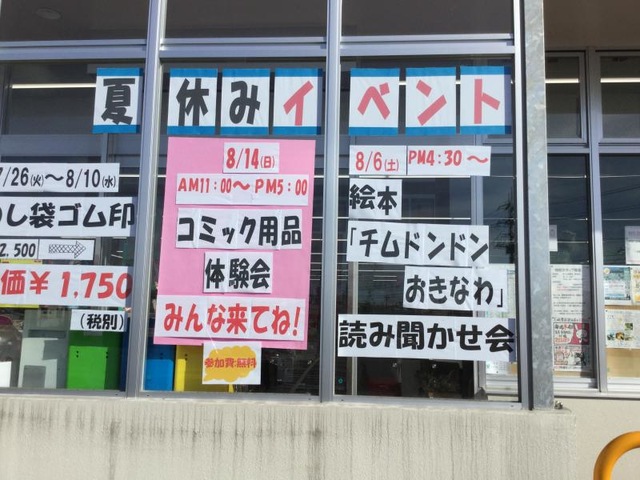 夏休みイベント
7/26(火)～8/10(水)
し袋ゴム印
2.500
価¥1,750
(税別)
8/14(日)
AM11:00～PM5:00
コミック用品
体験会
みんな来てね!
参加費無料
8/6(土) PM4:30～
絵本
「チムドンドン
おきなわ」
読み聞かせ会